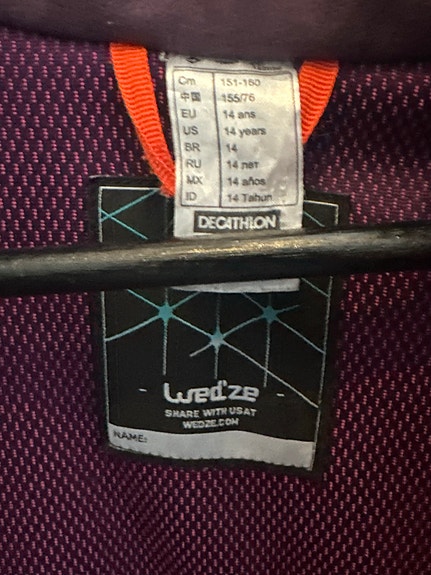 Cm 151-160
中国 155/76
EU 14 ans
US 14 years
BR 14
RU 14 лет
MX 14 años
ID 14 Tahun
DECATHLON
- Wed'ze -
SHARE WITH US AT
WEDZE.COM
NAME: